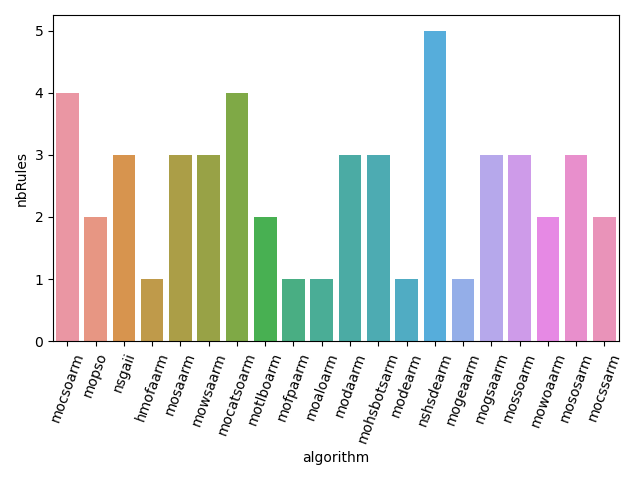 5
4
3
2
1
0
nbRules
mocsoarm
mopso
nsgaii
hmofaarm
mosaarm
mowsaarm
mocatsoarm
motlboarm
mofpaarm
moaloarm
modaarm
mohsbotsarm
modearm
nshsdearm
mogeaarm
mogsaarm
mossoarm
mowoaarm
mososarm
mocssarm
algorithm